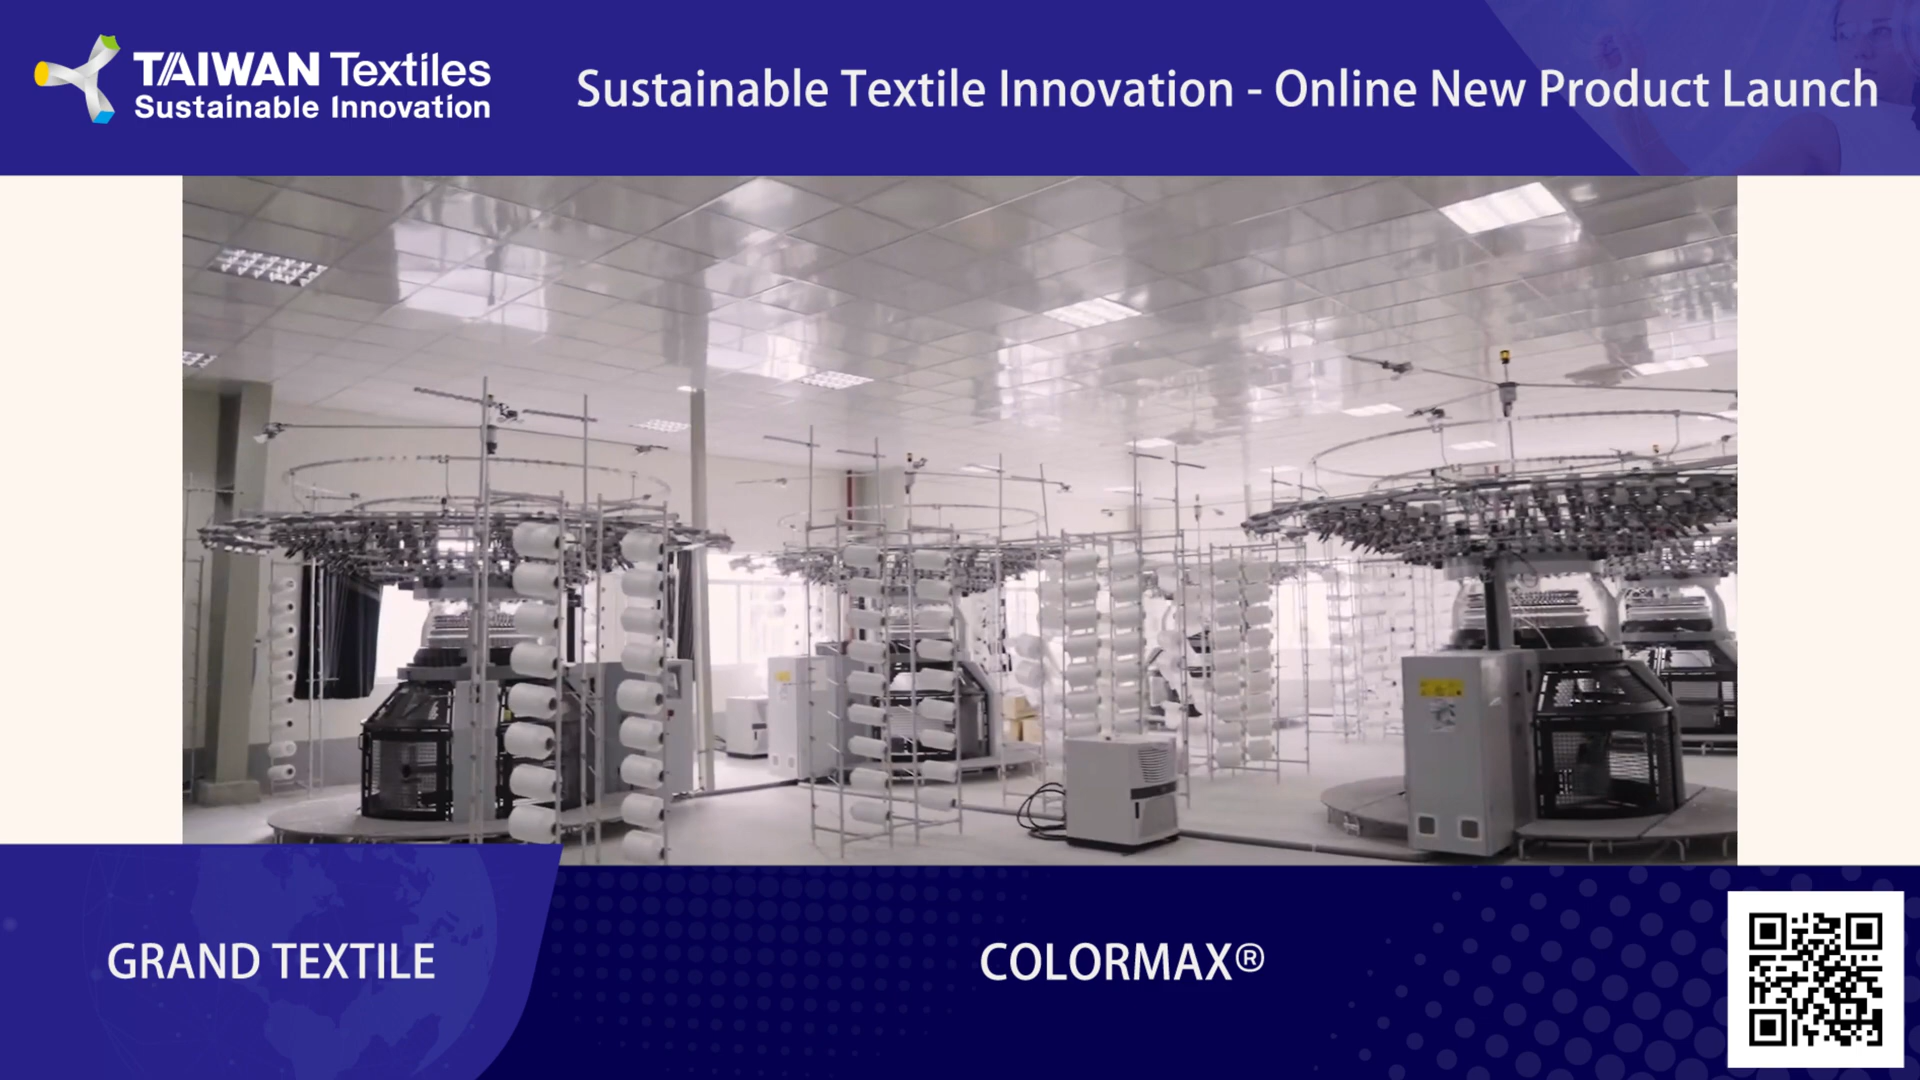 TAIWAN Textiles
Sustainable Innovation
Sustainable Textile Innovation - Online New Product Launch
GRAND TEXTILE
COLORMAX®